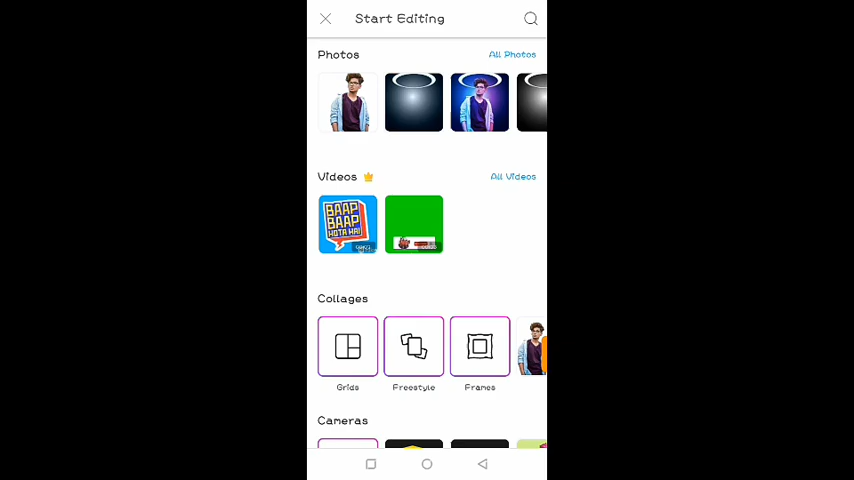 Start Editing
Photos
All Photos
Videos
All Videos
BAAP
BAAP
HOTA HAI
Collages
Grids
Freestyle
Frames
Cameras